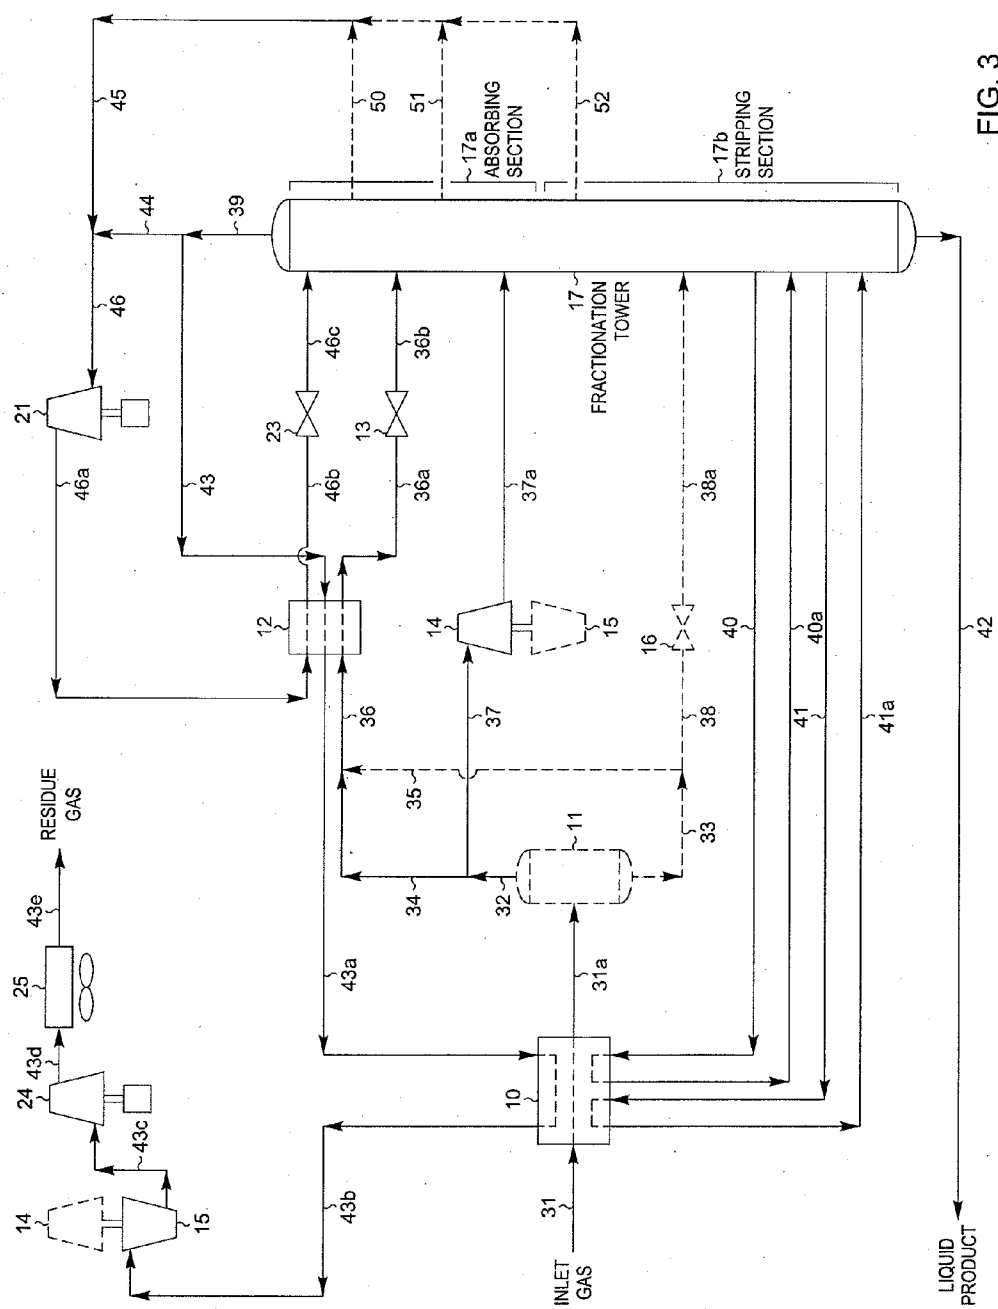 FIG. 3
45
50
51
52
46
44
39
17a
ABSORBING
SECTION
17b
STRIPPING
SECTION
21
46a
43
23
46c
46b
13
36b
36a
17
FRACTIONATION
TOWER
37a
38a
12
14
15
16
40
40a
41
41a
42
36
37
38
35
RESIDUE
GAS
43e
25
43d
24
43c
14
15
43a
43b
34
32
11
33
31a
10
31
INLET
GAS
LIQUID
PRODUCT